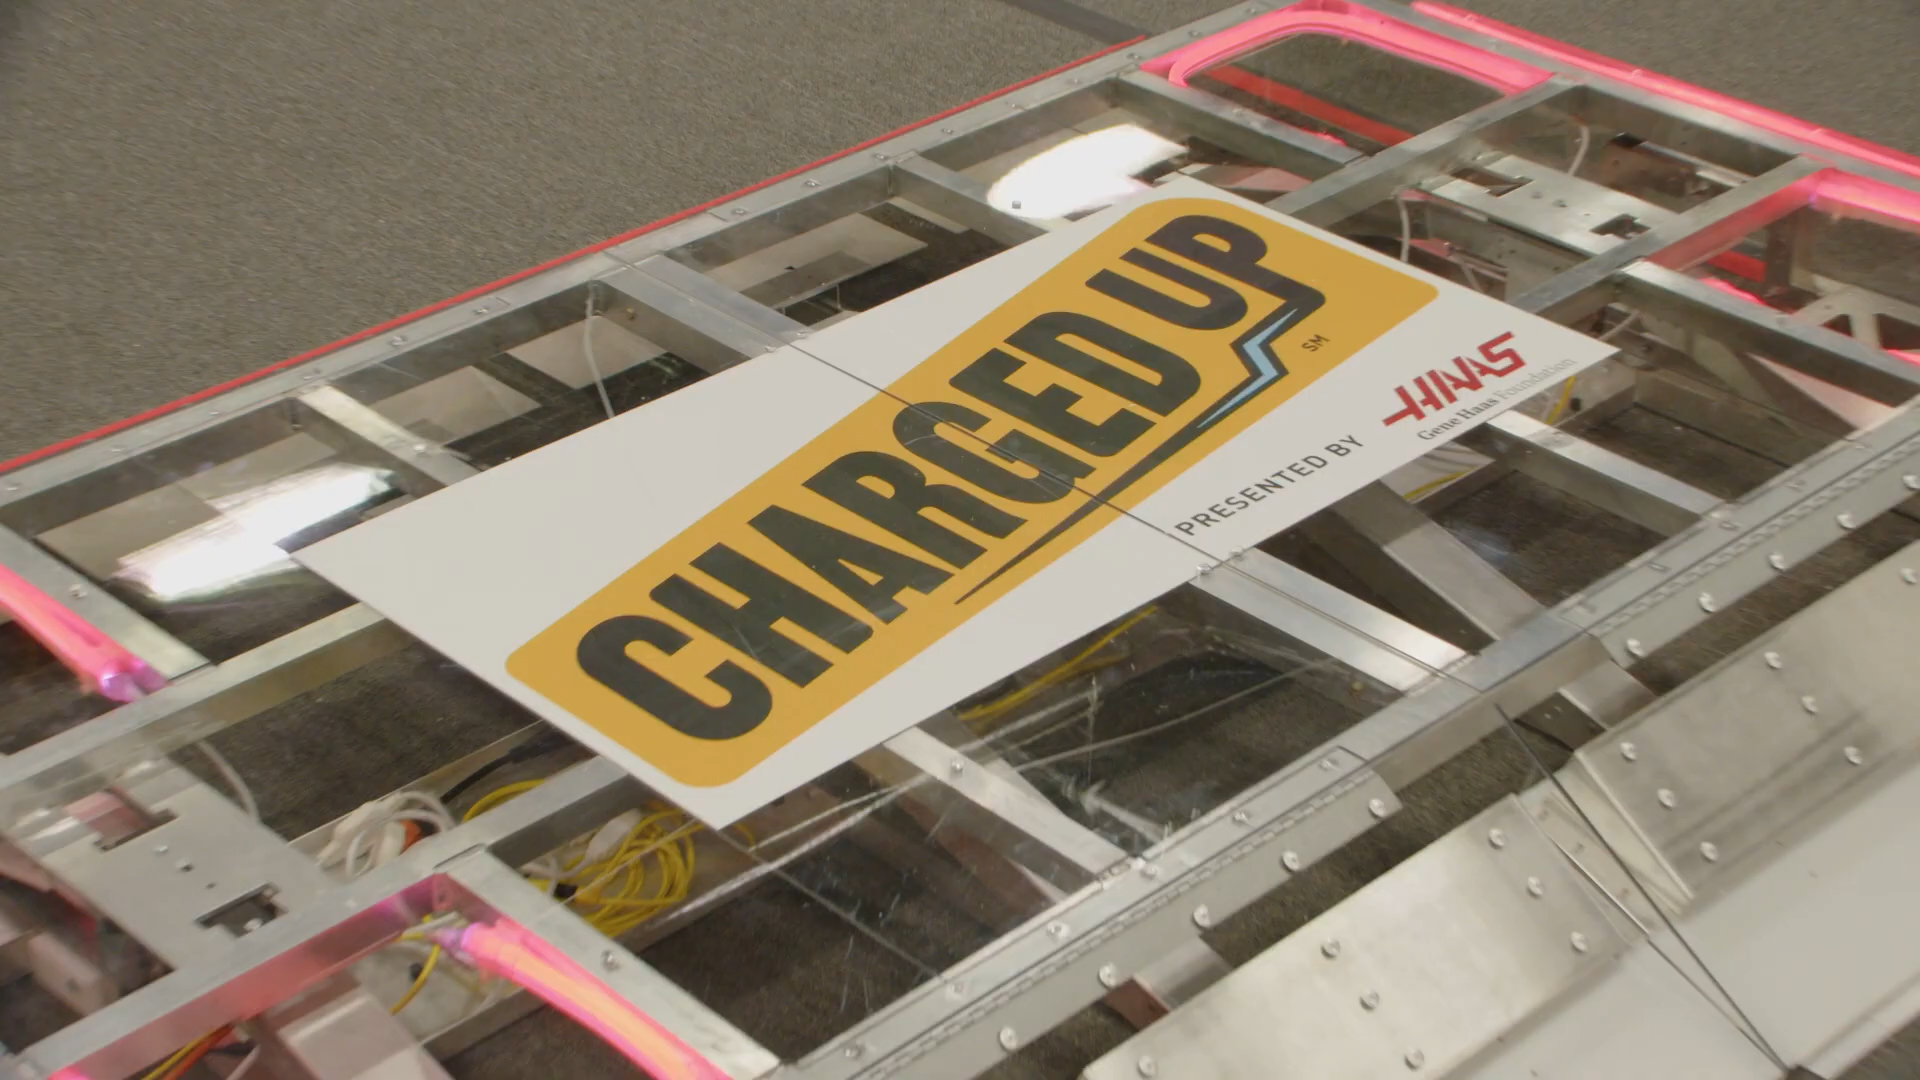 CHARGED UP
SM
PRESENTED BY
HAAS
Gene Haas Foundation